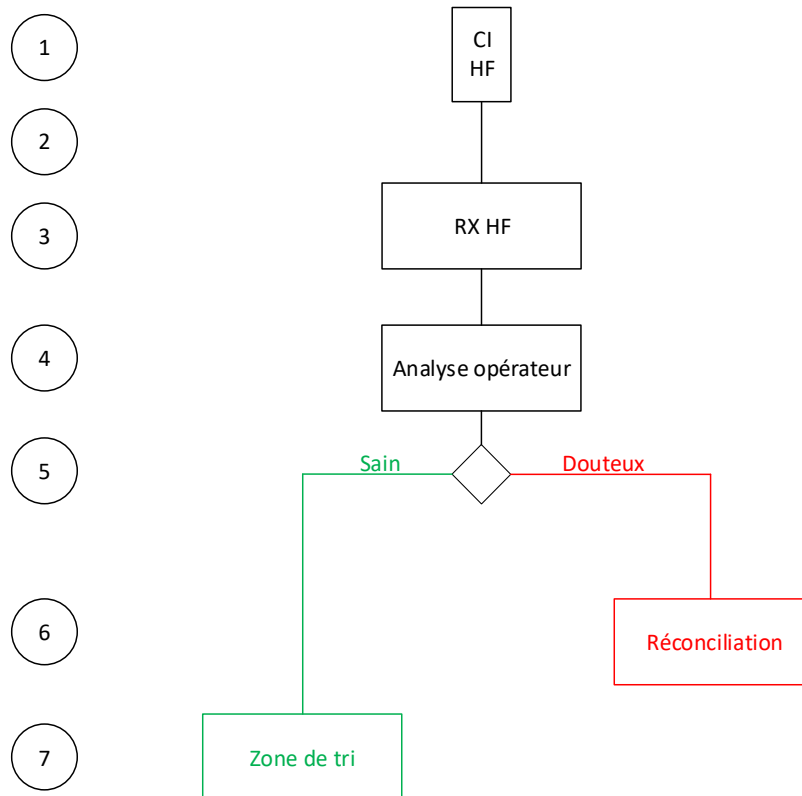 1
CI
HF
2
3
RX HF
4
Analyse opérateur
5
Sain
Douteux
6
Réconciliation
7
Zone de tri